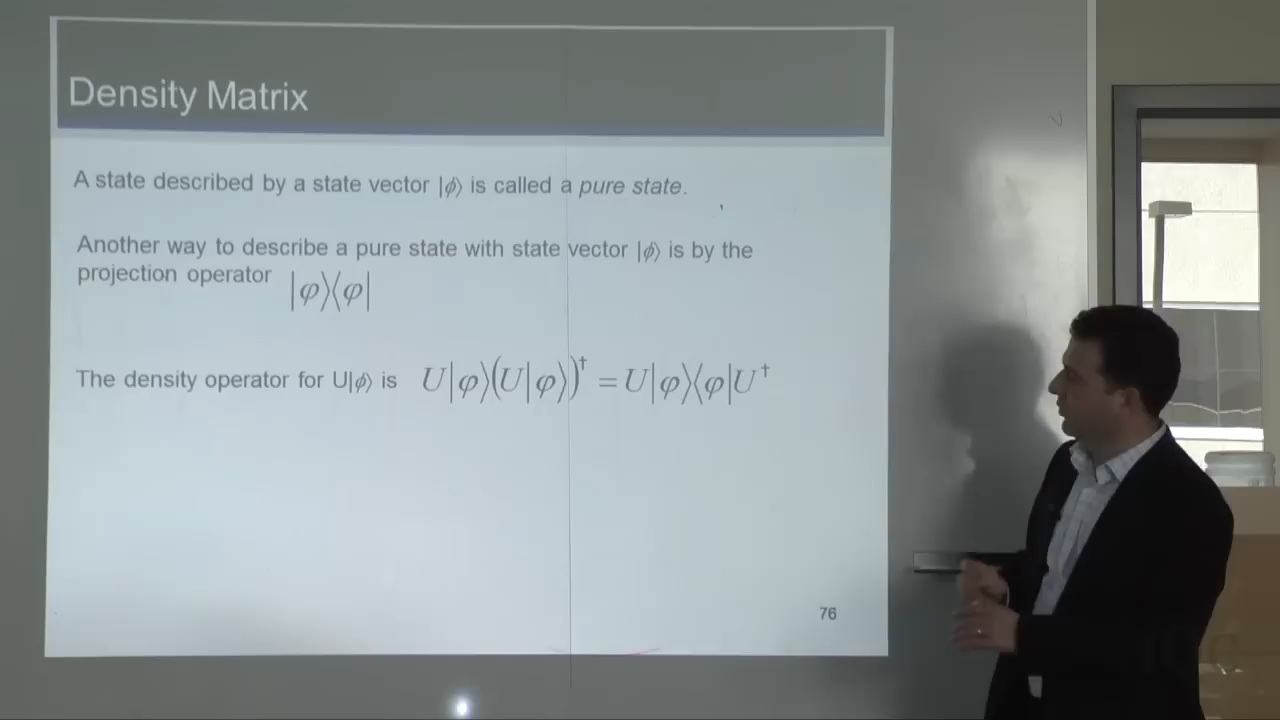 Density Matrix
A state described by a state vector |ϕ⟩ is called a pure state.
Another way to describe a pure state with state vector |ϕ⟩ is by the
projection operator |φ⟩⟨φ|
The density operator for U|ϕ⟩ is U|φ⟩(U|φ⟩)† = U|φ⟩⟨φ|U†
76